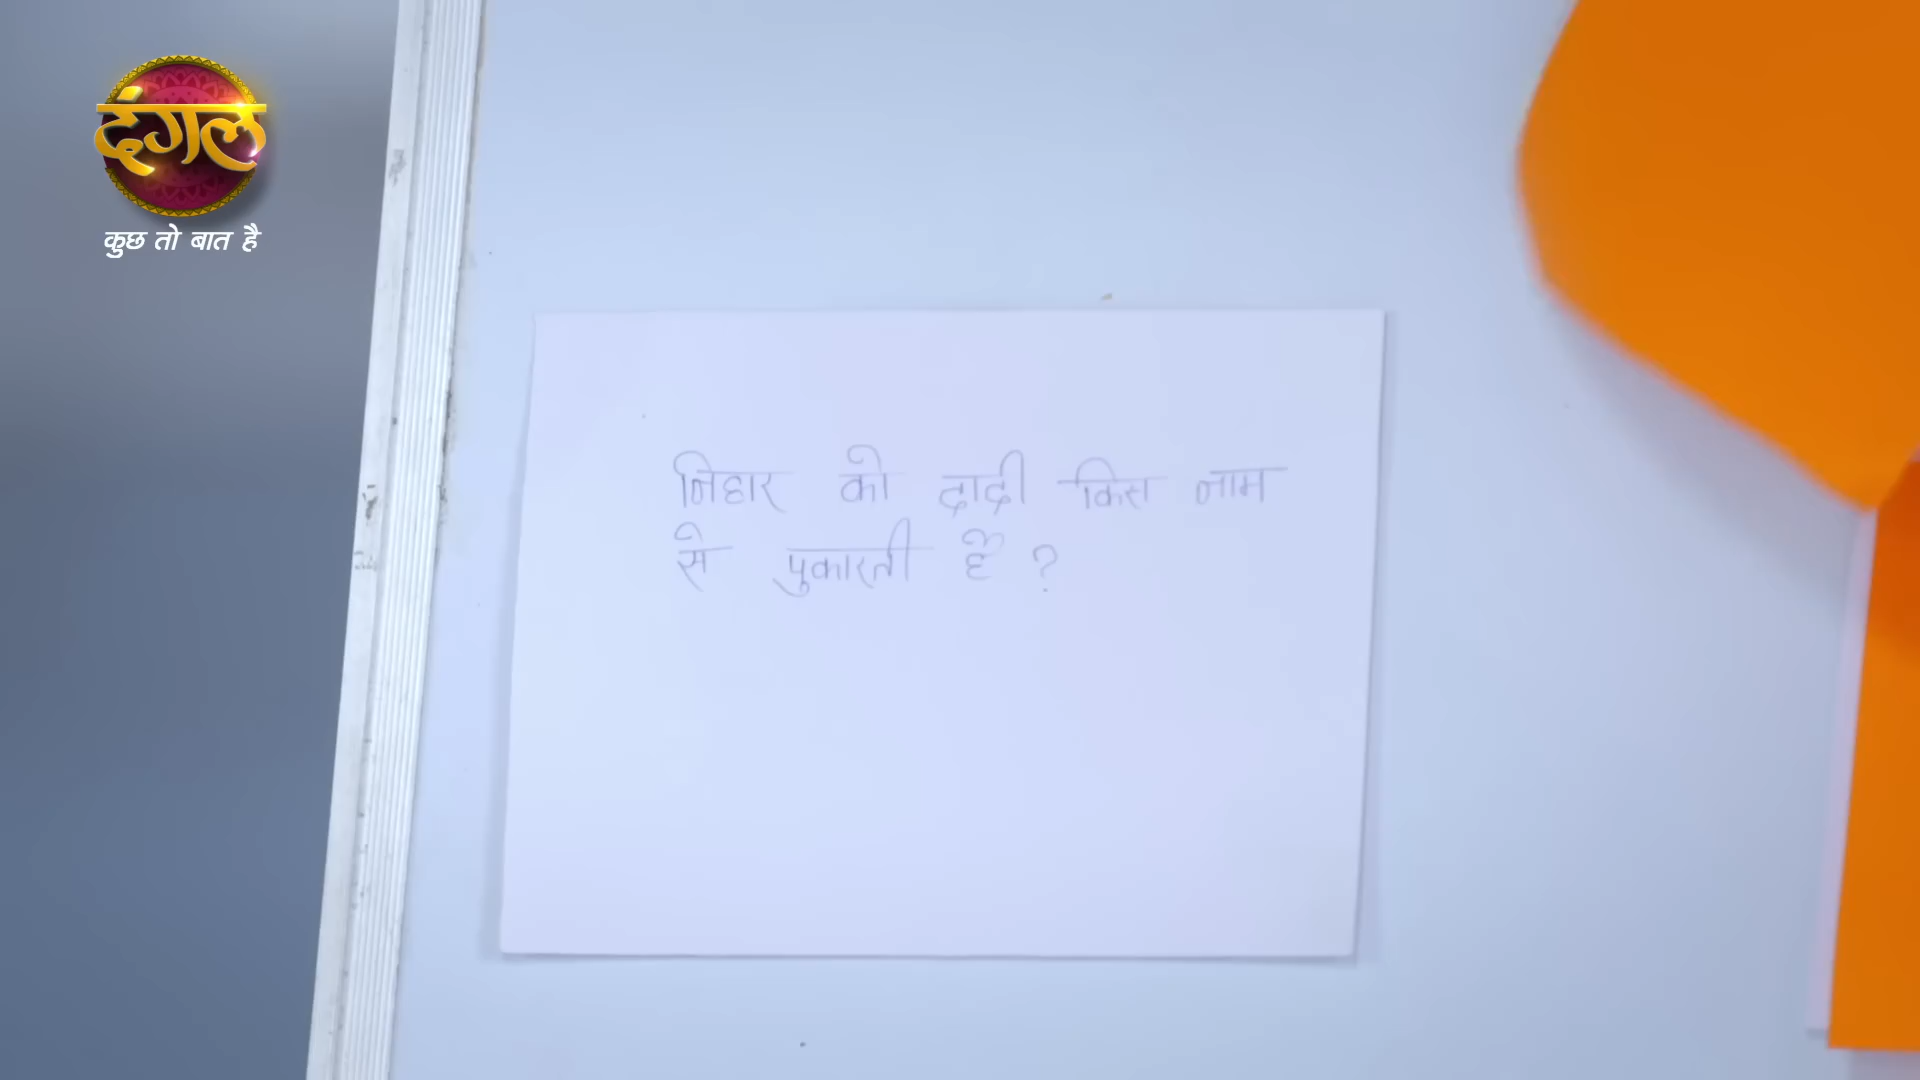 दंगल
कुछ तो बात है
निहार को दादी किस नाम
से पुकारती हैं ?